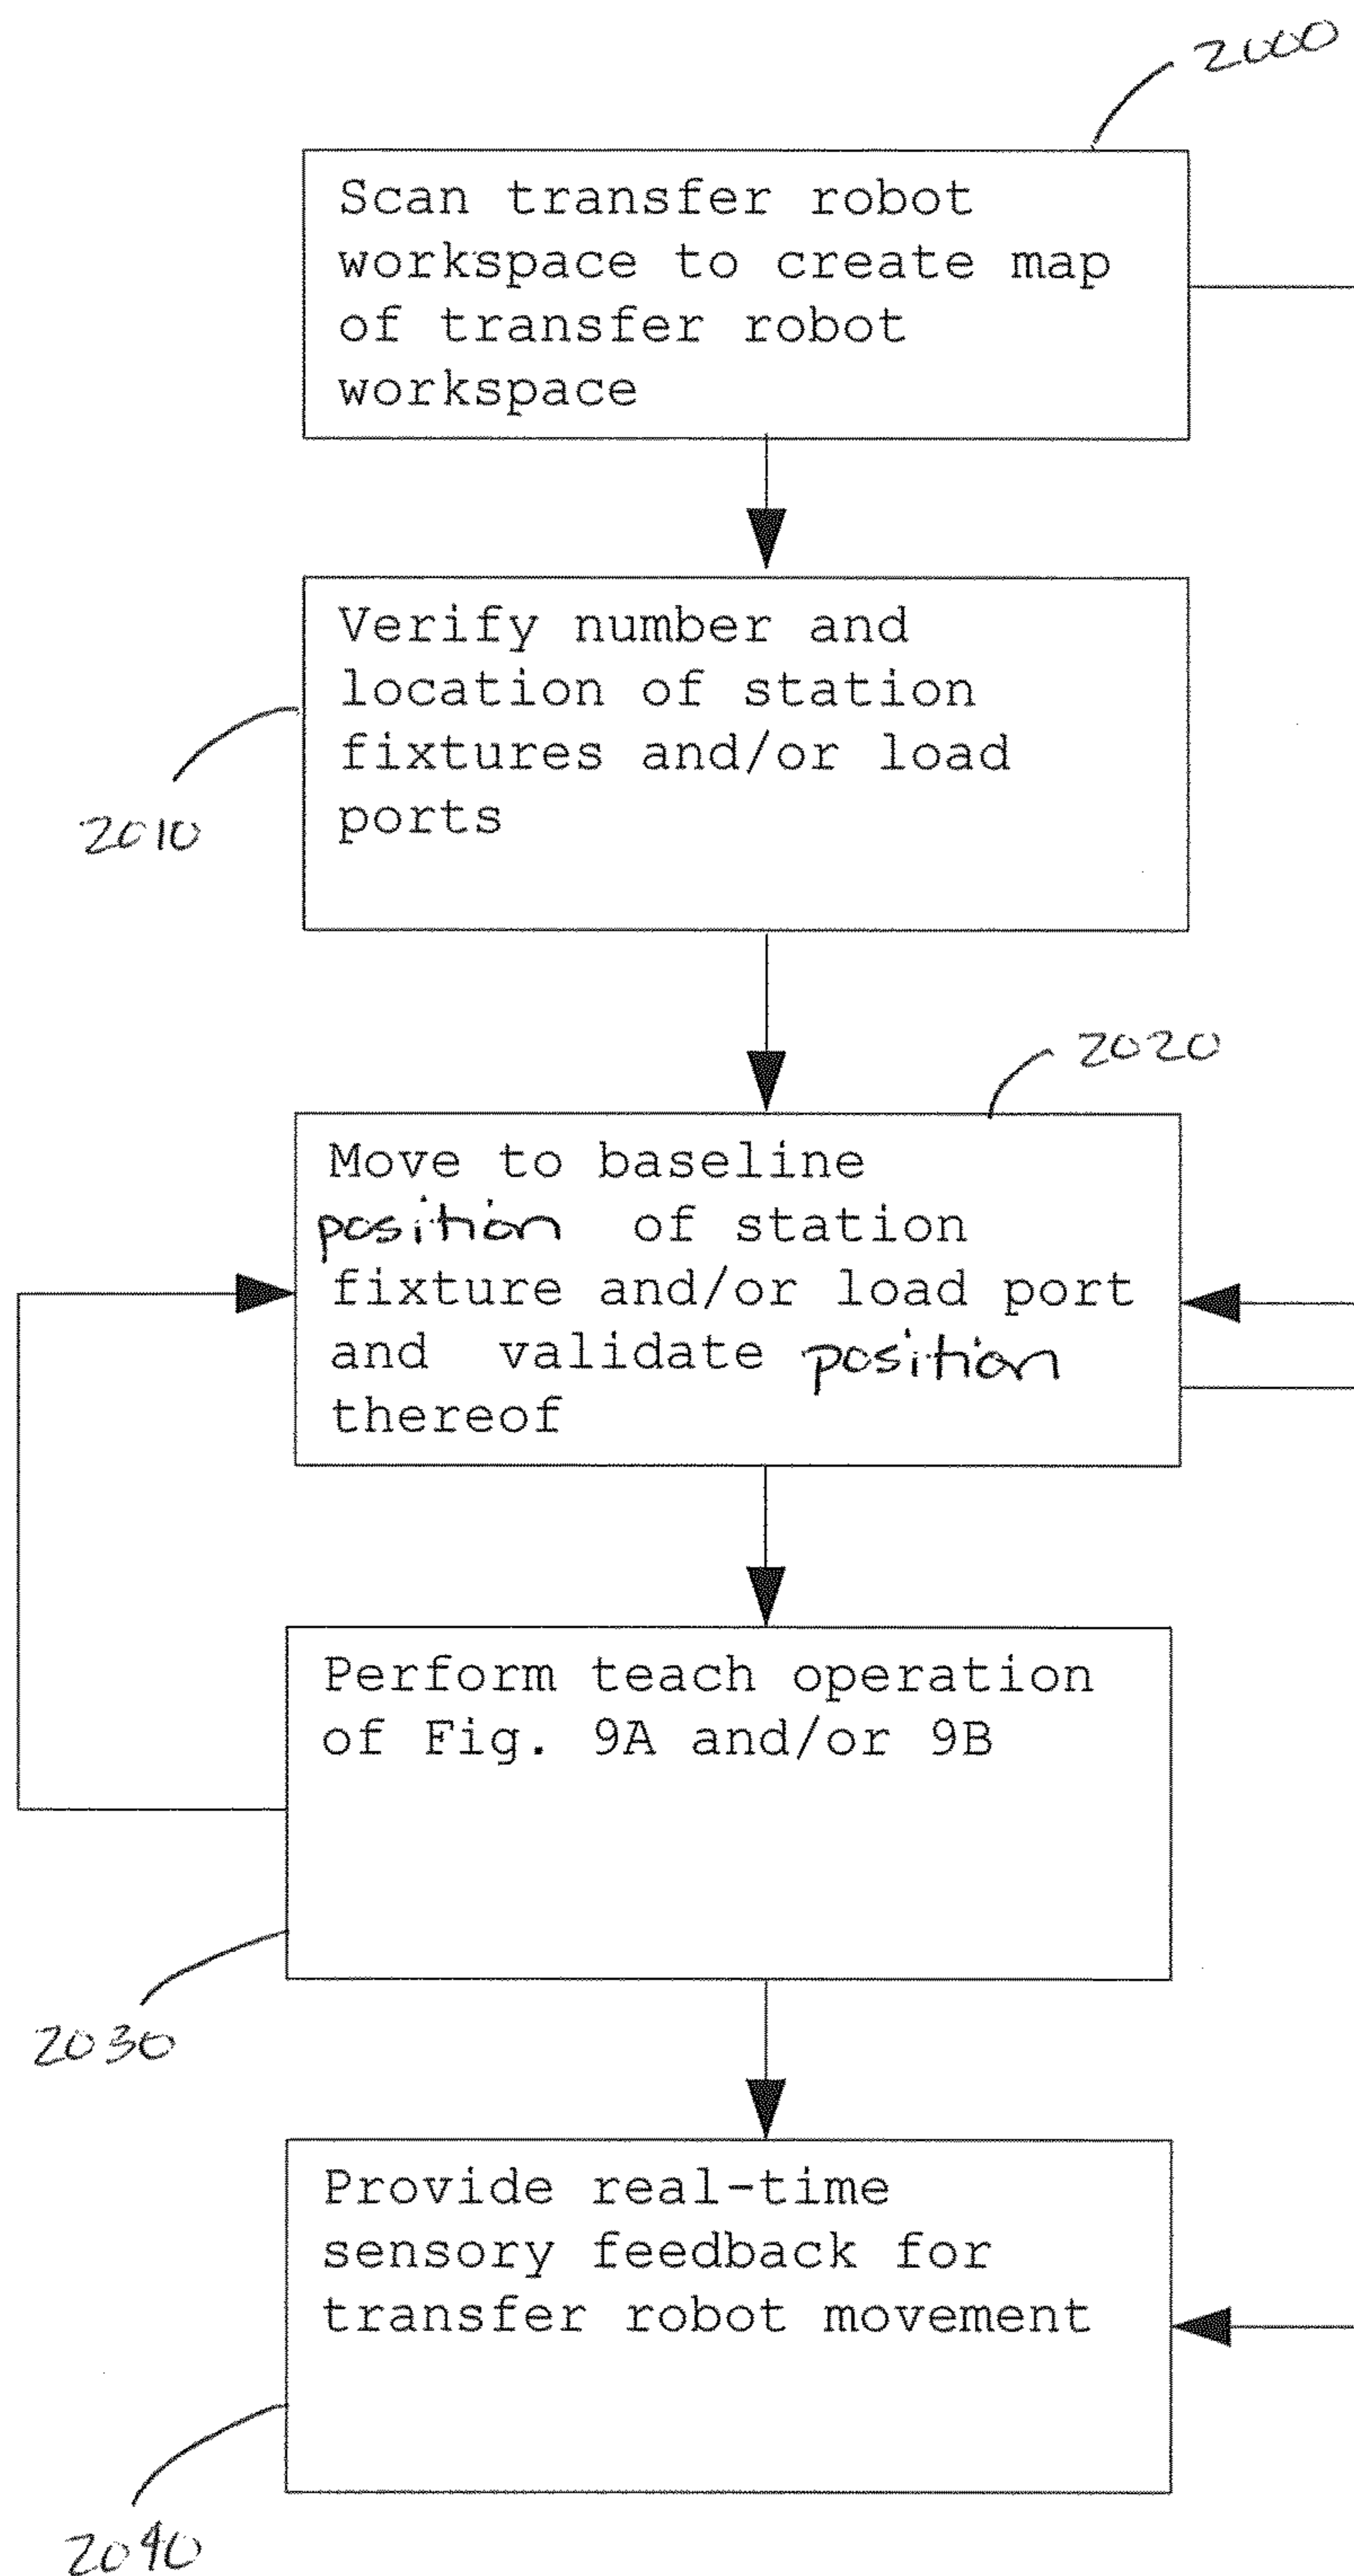 2000
Scan transfer robot
workspace to create map
of transfer robot
workspace
Verify number and
location of station
fixtures and/or load
ports
2010
2020
Move to baseline
position of station
fixture and/or load port
and validate position
thereof
Perform teach operation
of Fig. 9A and/or 9B
2030
Provide real-time
sensory feedback for
transfer robot movement
2040